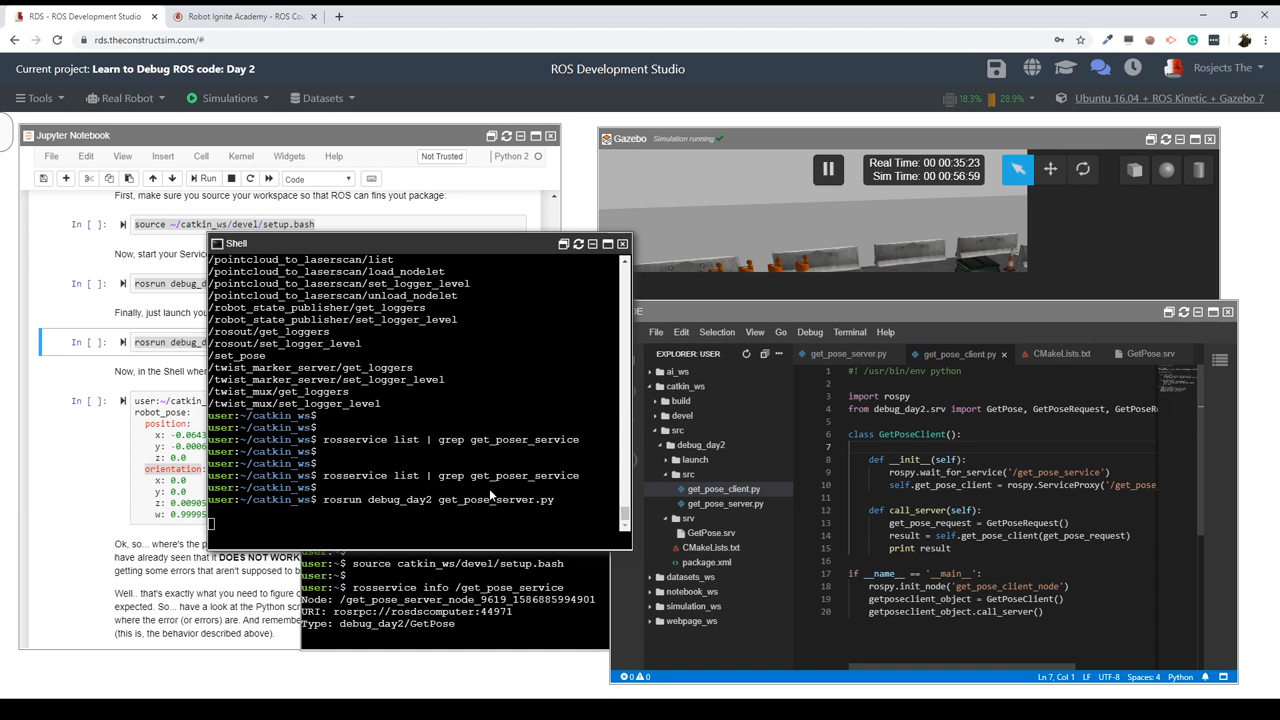 RDS - ROS Development Studio
Robot Ignite Academy - ROS Cou
rds.theconstructsim.com/#
Current project: Learn to Debug ROS code: Day 2
ROS Development Studio
Rosjects The
Tools
Real Robot
Simulations
Datasets
18.3%
28.9%
Ubuntu 16.04 + ROS Kinetic + Gazebo 7
Jupyter Notebook
File Edit View Insert Cell Kernel Widgets Help
Not Trusted
Python 2
Run
Code
First, make sure you source your workspace so that ROS can fins yout package:
In [ ]:
source ~/catkin_ws/devel/setup.bash
Now, start your Servic
In [ ]:
rosrun debug_d
Finally, just launch you
In [ ]:
rosrun debug_d
Now, in the Shell wher
In [ ]:
user:~/catkin_
robot_pose:
position:
x: -0.0643
y: -0.0006
z: 0.0
orientation:
x: 0.0
y: 0.0
z: 0.00905
w: 0.99995
Ok, so... where's the p
have already seen that it DOES NOT WORK
getting some errors that aren't supposed to b
Well.. that's exactly what you need to figure o
expected. So... have a look at the Python scr
where the error (or errors) are. And remembe
(this is, the behavior described above).
Shell
/pointcloud_to_laserscan/list
/pointcloud_to_laserscan/load_nodelet
/pointcloud_to_laserscan/set_logger_level
/pointcloud_to_laserscan/unload_nodelet
/robot_state_publisher/get_loggers
/robot_state_publisher/set_logger_level
/rosout/get_loggers
/rosout/set_logger_level
/set_pose
/twist_marker_server/get_loggers
/twist_marker_server/set_logger_level
/twist_mux/get_loggers
/twist_mux/set_logger_level
user:~/catkin_ws$
user:~/catkin_ws$
user:~/catkin_ws$ rosservice list | grep get_poser_service
user:~/catkin_ws$
user:~/catkin_ws$
user:~/catkin_ws$ rosservice list | grep get_poser_service
user:~/catkin_ws$
user:~/catkin_ws$ rosrun debug_day2 get_pose_server.py
user:~$
user:~$ source catkin_ws/devel/setup.bash
user:~$
user:~$ rosservice info /get_pose_service
Node: /get_pose_server_node_9619_1586885994901
URI: rosrpc://rosdscomputer:44971
Type: debug_day2/GetPose
Gazebo
Simulation running
Real Time: 00 00:35:23
Sim Time: 00 00:56:59
DE
File Edit Selection View Go Debug Terminal Help
EXPLORER: USER
ai_ws
catkin_ws
build
devel
src
debug_day2
launch
src
get_pose_client.py
get_pose_server.py
srv
GetPose.srv
CMakeLists.txt
package.xml
datasets_ws
notebook_ws
simulation_ws
webpage_ws
get_pose_server.py
get_pose_client.py
CMakeLists.txt
GetPose.srv
1 #! /usr/bin/env python
2
3 import rospy
4 from debug_day2.srv import GetPose, GetPoseRequest, GetPoseRe
6 class GetPoseClient():
7
8 def __init__(self):
9 rospy.wait_for_service('/get_pose_service')
10 self.get_pose_client = rospy.ServiceProxy('/get_pose_
11
12 def call_server(self):
13 get_pose_request = GetPoseRequest()
14 result = self.get_pose_client(get_pose_request)
15 print result
16
17 if __name__ == '__main__':
18 rospy.init_node('get_pose_client_node')
19 getposeclient_object = GetPoseClient()
20 getposeclient_object.call_server()
0 0
Ln 7, Col 1 LF UTF-8 Spaces: 4 Python